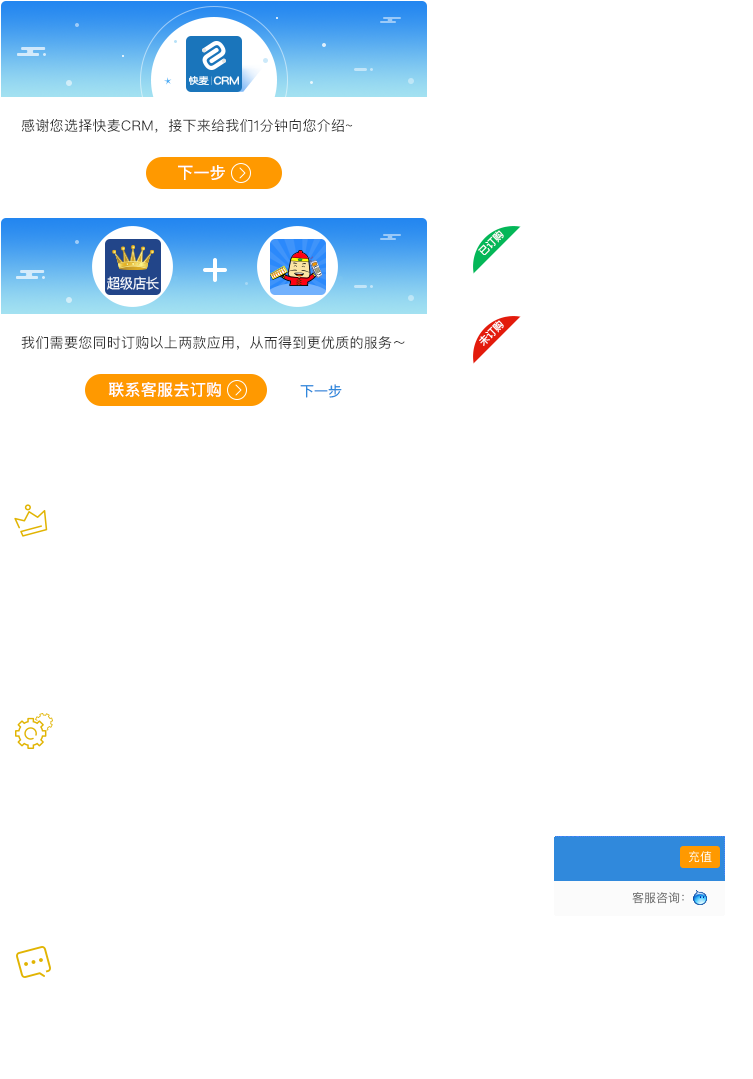 快麦 CRM
感谢您选择快麦CRM，接下来给我们1分钟向您介绍~
下一步
超级店长
已订购
未订购
我们需要您同时订购以上两款应用，从而得到更优质的服务～
联系客服去订购
下一步
充值
客服咨询：